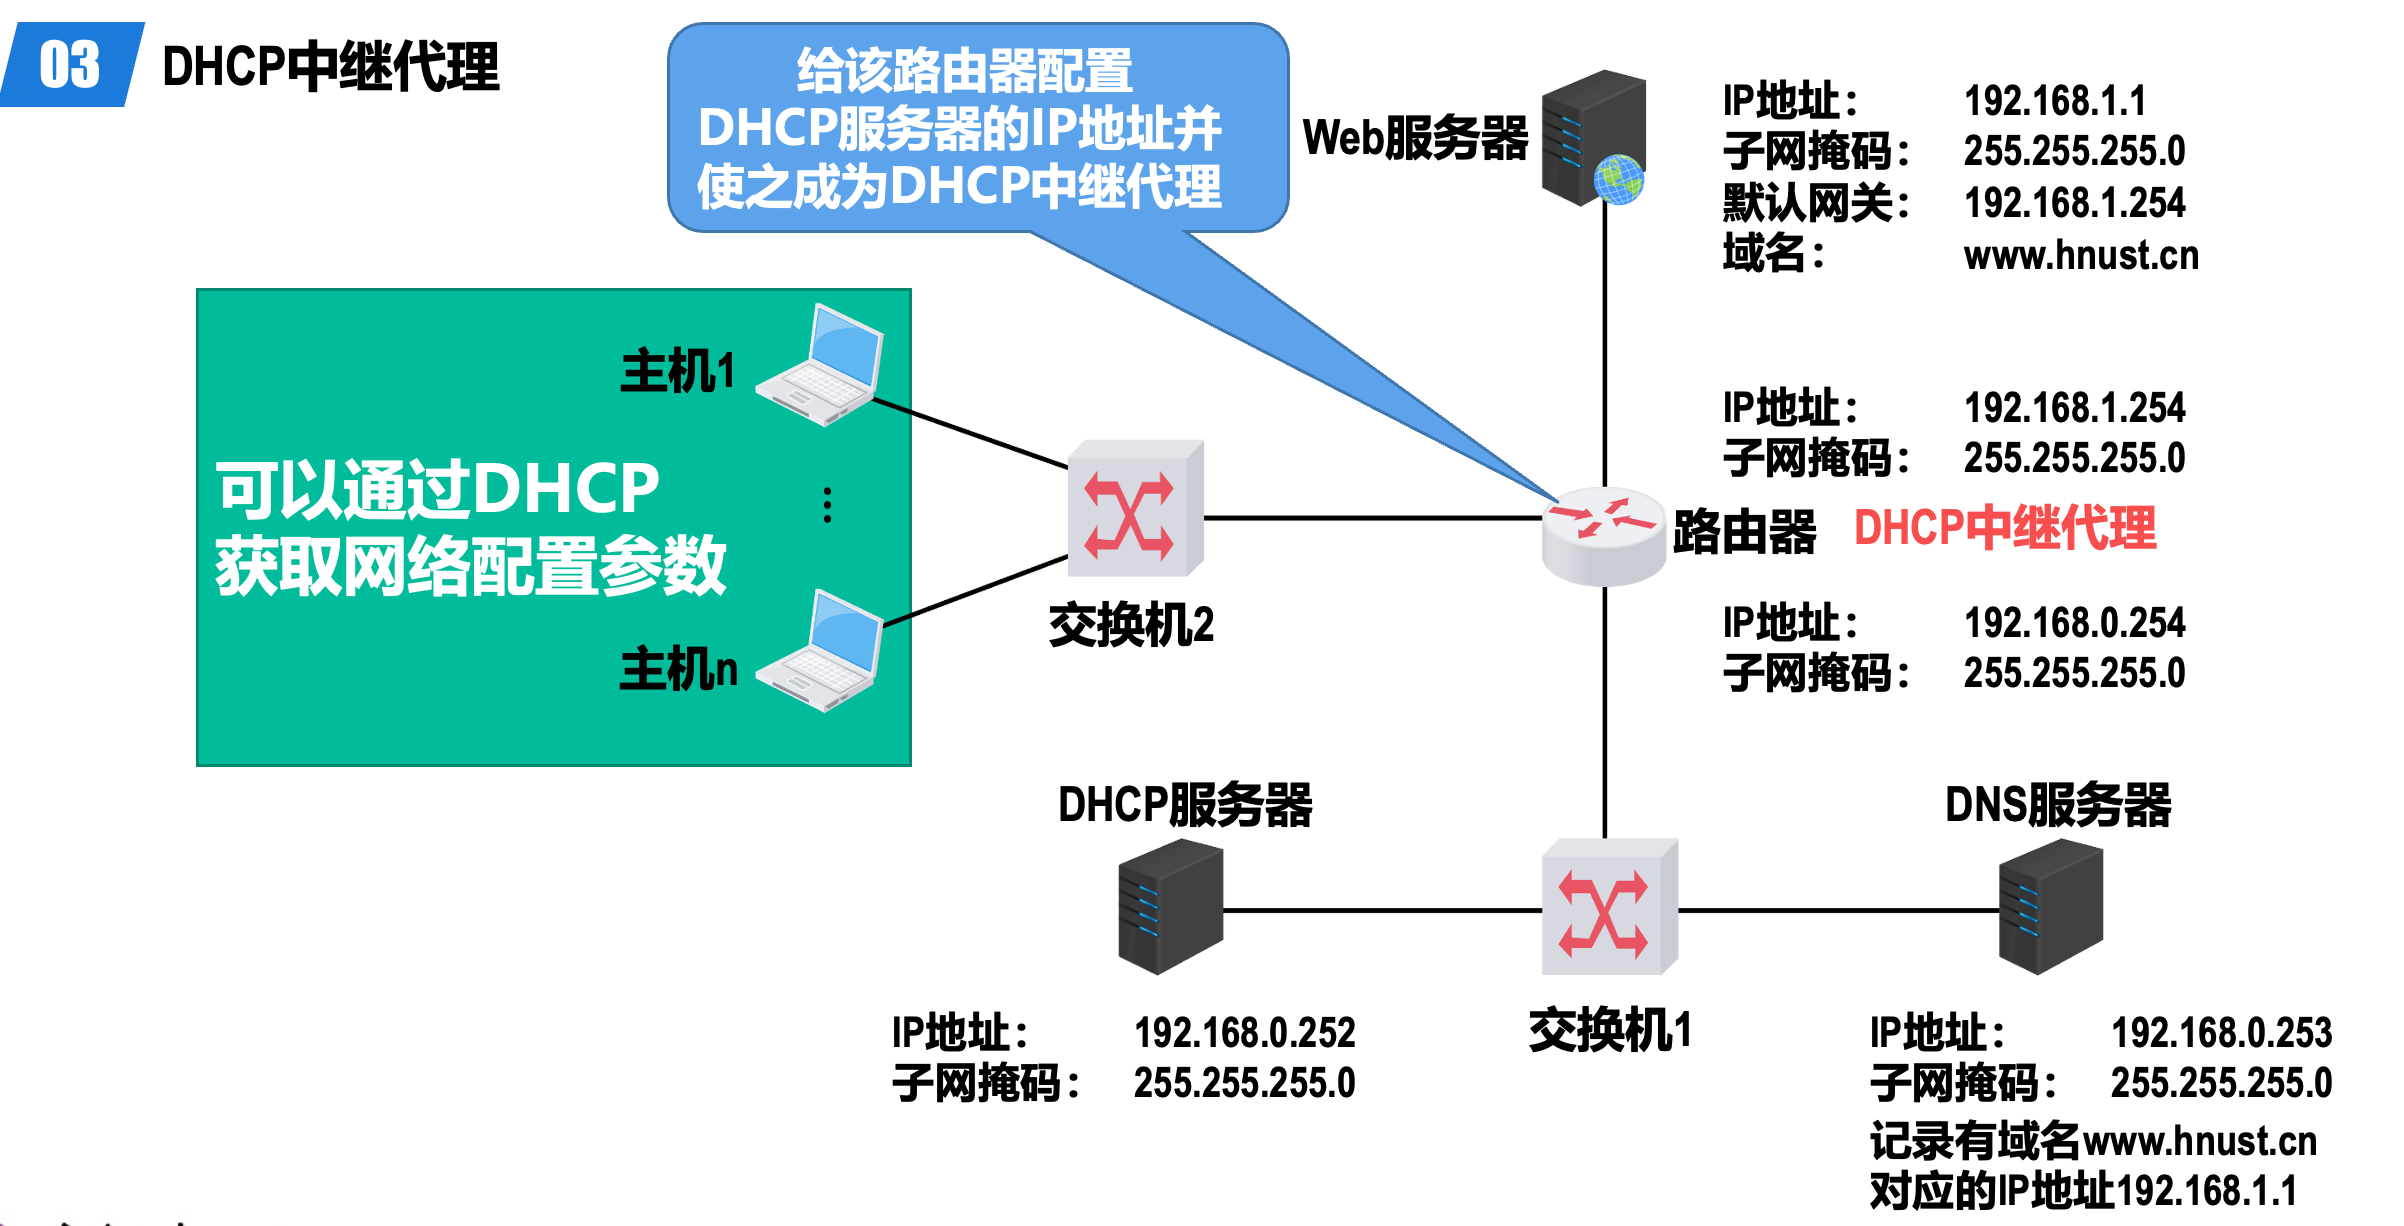 03 DHCP中继代理
给该路由器配置
DHCP服务器的IP地址并
使之成为DHCP中继代理
Web服务器
IP地址： 192.168.1.1
子网掩码： 255.255.255.0
默认网关： 192.168.1.254
域名： www.hnust.cn
主机1
可以通过DHCP
获取网络配置参数
主机n
交换机2
IP地址： 192.168.1.254
子网掩码： 255.255.255.0
路由器 DHCP中继代理
IP地址： 192.168.0.254
子网掩码： 255.255.255.0
DHCP服务器
IP地址： 192.168.0.252
子网掩码： 255.255.255.0
交换机1
DNS服务器
IP地址： 192.168.0.253
子网掩码： 255.255.255.0
记录有域名www.hnust.cn
对应的IP地址192.168.1.1